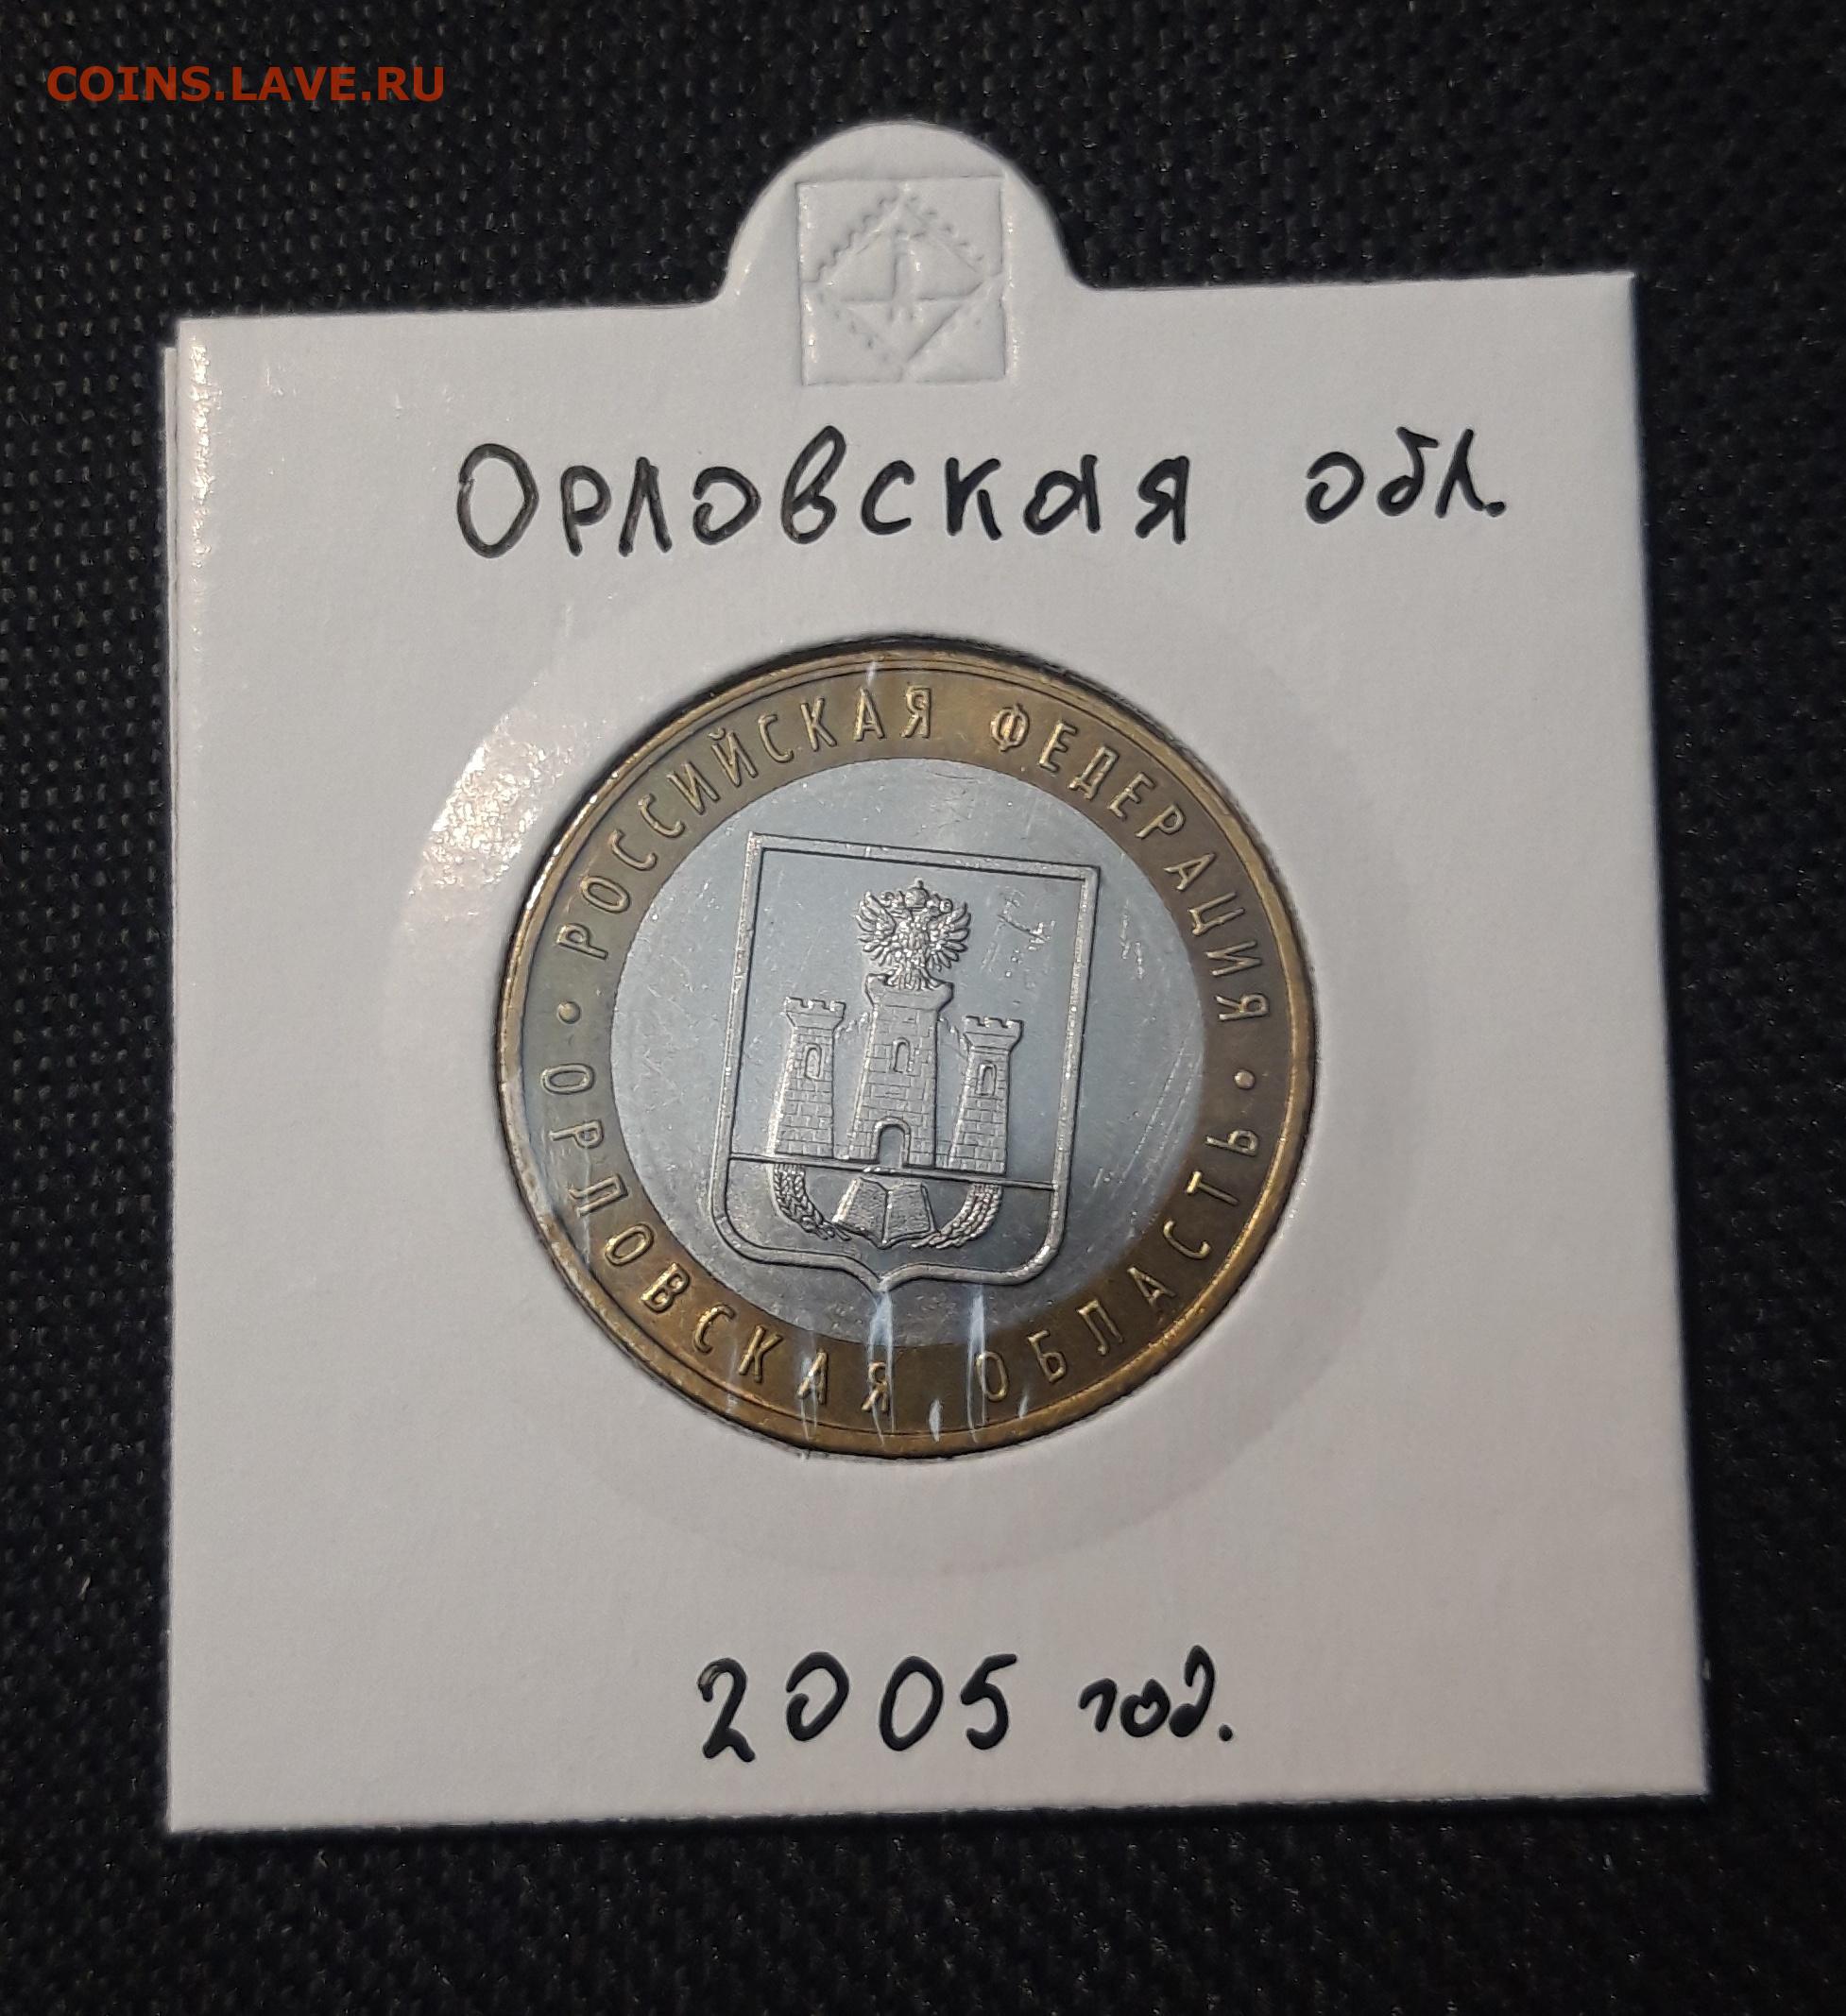 COINS.LAVE.RU
Орловская обл.
• РОССИЙСКАЯ ФЕДЕРАЦИЯ •
ОРЛОВСКАЯ ОБЛАСТЬ
2005 год.